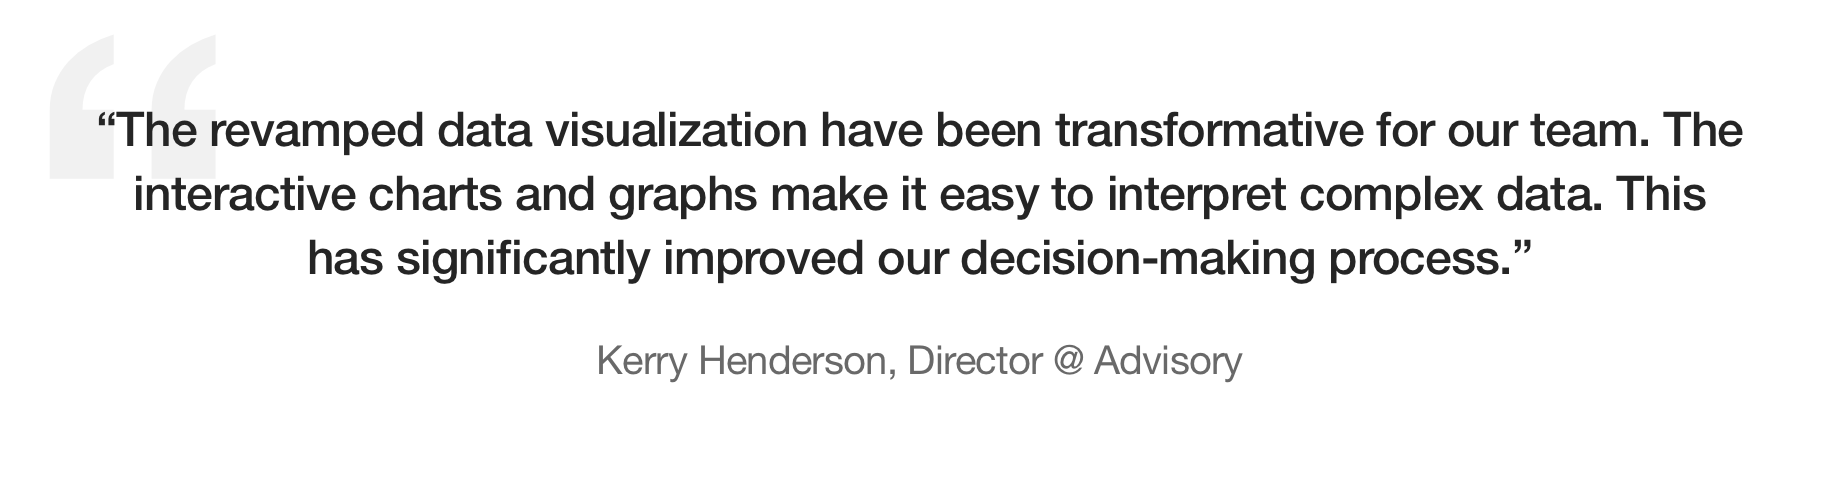 “The revamped data visualization have been transformative for our team. The
interactive charts and graphs make it easy to interpret complex data. This
has significantly improved our decision-making process.”
Kerry Henderson, Director @ Advisory